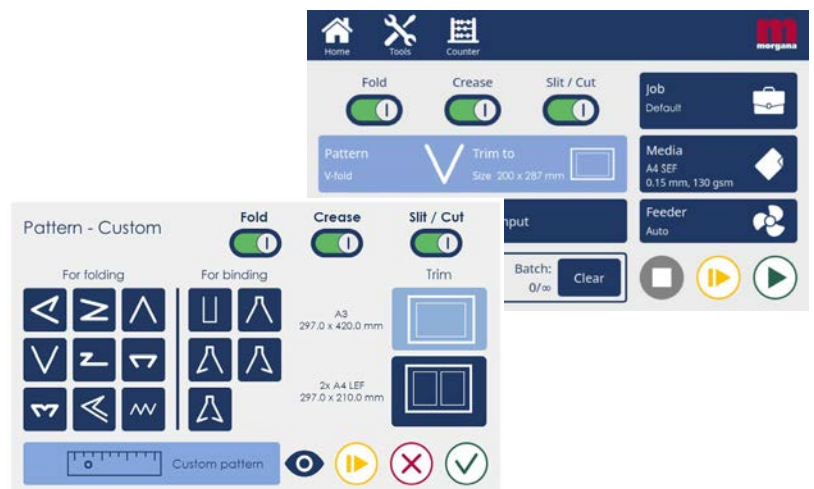 Home
Tools
Counter
morgana
Fold
Crease
Slit / Cut
Job
Default
Pattern
V-fold
Trim to
Size 200 x 287 mm
Media
A4 SEF
0.15 mm, 130 gsm
Feeder
Auto
Batch:
0/∞
Clear
Pattern - Custom
Fold
Crease
Slit / Cut
For folding
For binding
Trim
A3
297.0 x 420.0 mm
2x A4 LEF
297.0 x 210.0 mm
Custom pattern